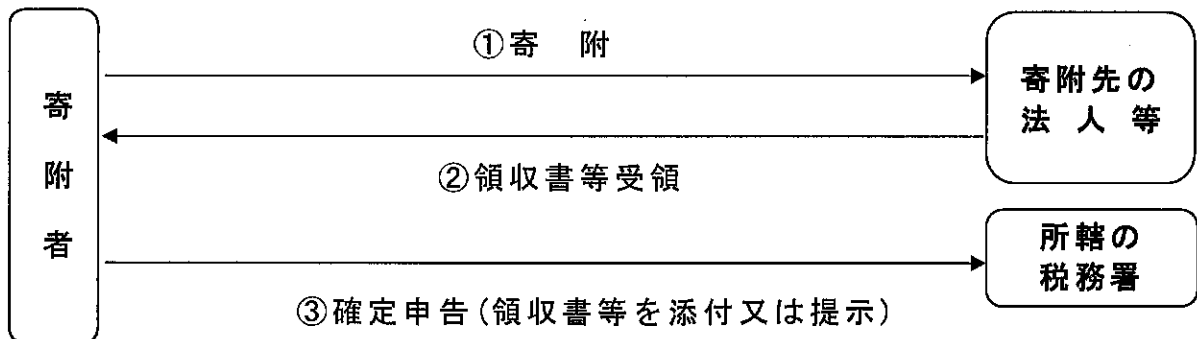 ①寄　附
寄附者
寄附先の
法人等
②領収書等受領
所轄の
税務署
③確定申告(領収書等を添付又は提示)